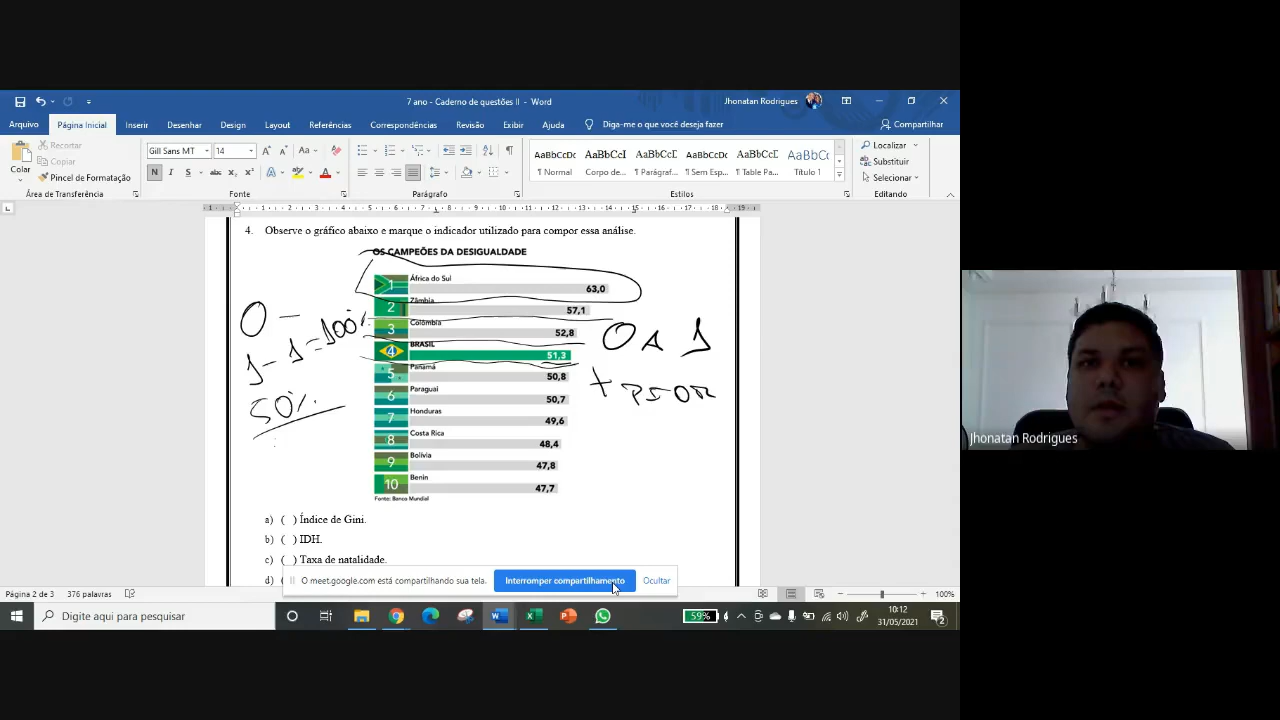 7 ano - Caderno de questões II - Word
Jhonatan Rodrigues
Arquivo Página Inicial Inserir Desenhar Design Layout Referências Correspondências Revisão Exibir Ajuda Diga-me o que você deseja fazer Compartilhar
Colar
Recortar
Copiar
Pincel de Formatação
Área de Transferência
Gill Sans MT 14
Fonte
Parágrafo
AaBbCcDc AaBbCcI AaBbCcDc AaBbCcDc AaBbCcDc AaBbCc
¶ Normal Corpo de... ¶ Parágraf... ¶ Sem Esp... ¶ Table Pa... Título 1
Estilos
Localizar
Substituir
Selecionar
Editando
4. Observe o gráfico abaixo e marque o indicador utilizado para compor essa análise.
OS CAMPEÕES DA DESIGUALDADE
1 África do Sul 63,0
2 Zâmbia 57,1
3 Colômbia 52,8
4 BRASIL 51,3
5 Panamá 50,8
6 Paraguai 50,7
7 Honduras 49,6
8 Costa Rica 48,4
9 Bolívia 47,8
10 Benin 47,7
Fonte: Banco Mundial
0 -
1 - 1 = 100%
50%
0 A 1
+ PIOR
a) ( ) Índice de Gini.
b) ( ) IDH.
c) ( ) Taxa de natalidade.
d) (
O meet.google.com está compartilhando sua tela. Interromper compartilhamento Ocultar
Página 2 de 3 376 palavras 100%
Digite aqui para pesquisar
59%
10:12
31/05/2021
2
Jhonatan Rodrigues